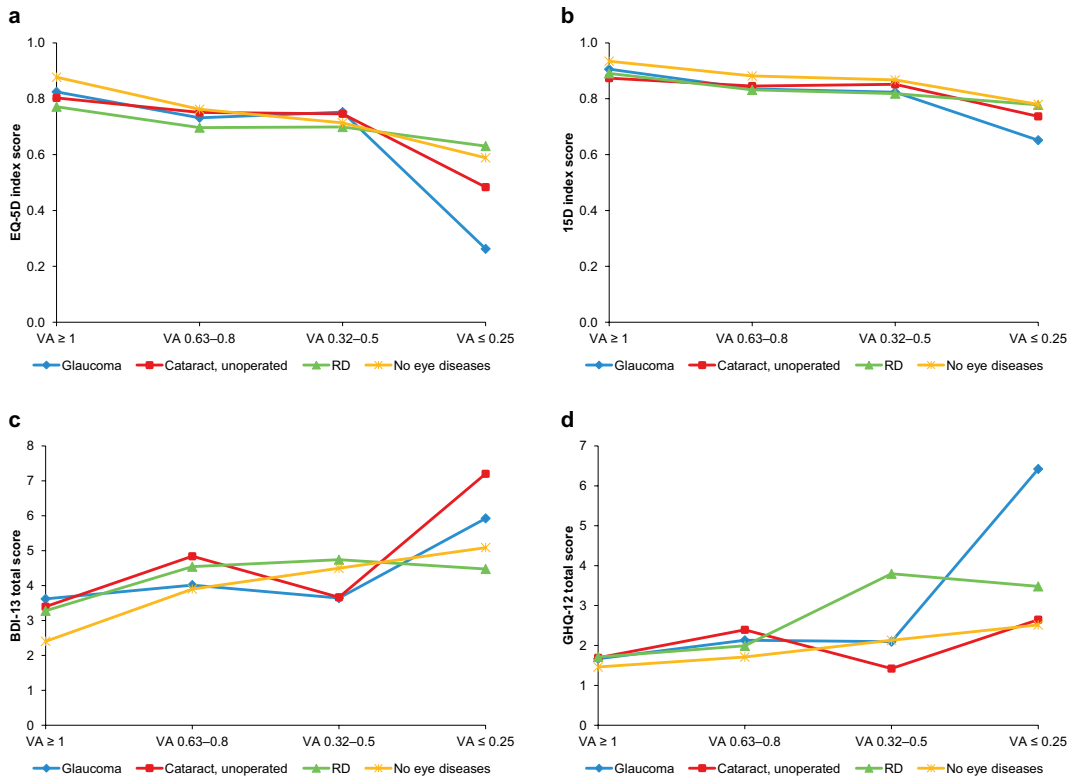 a
1.0
0.8
0.6
0.4
0.2
0.0
EQ-5D index score
VA ≥ 1
VA 0.63–0.8
VA 0.32–0.5
VA ≤ 0.25
Glaucoma
Cataract, unoperated
RD
No eye diseases
b
1.0
0.8
0.6
0.4
0.2
0.0
15D index score
VA ≥ 1
VA 0.63–0.8
VA 0.32–0.5
VA ≤ 0.25
Glaucoma
Cataract, unoperated
RD
No eye diseases
c
8
7
6
5
4
3
2
1
0
BDI-13 total score
VA ≥ 1
VA 0.63–0.8
VA 0.32–0.5
VA ≤ 0.25
Glaucoma
Cataract, unoperated
RD
No eye diseases
d
7
6
5
4
3
2
1
0
GHQ-12 total score
VA ≥ 1
VA 0.63–0.8
VA 0.32–0.5
VA ≤ 0.25
Glaucoma
Cataract, unoperated
RD
No eye diseases